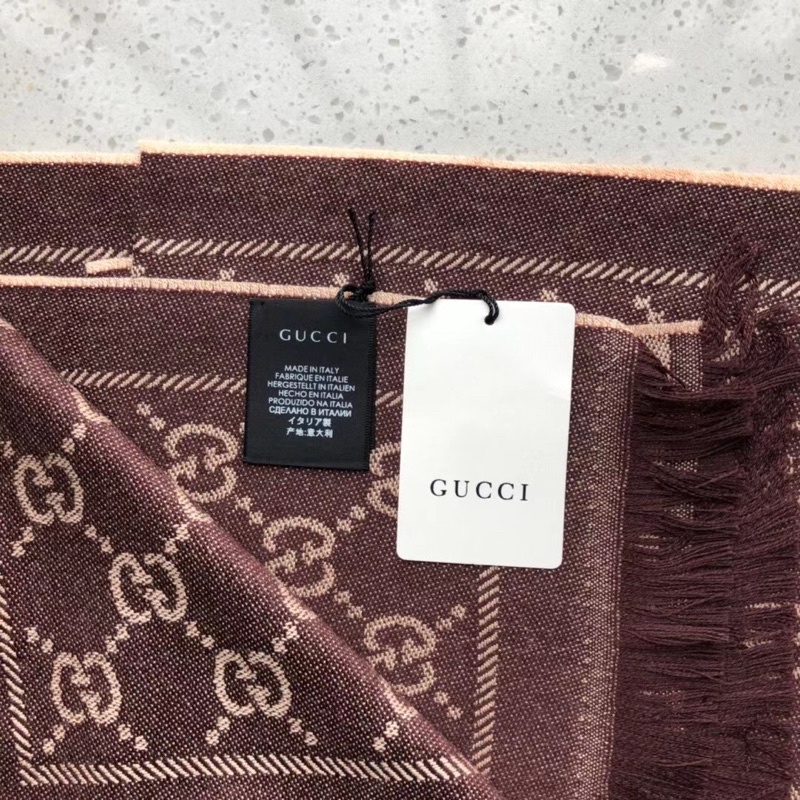 GUCCI
MADE IN ITALY
FABRIQUE EN ITALIE
HERGESTELLT IN ITALIEN
HECHO EN ITALIA
PRODUZIDO NA ITALIA
СДЕЛАНО В ИТАЛИИ
イタリア製
产地:意大利
GUCCI